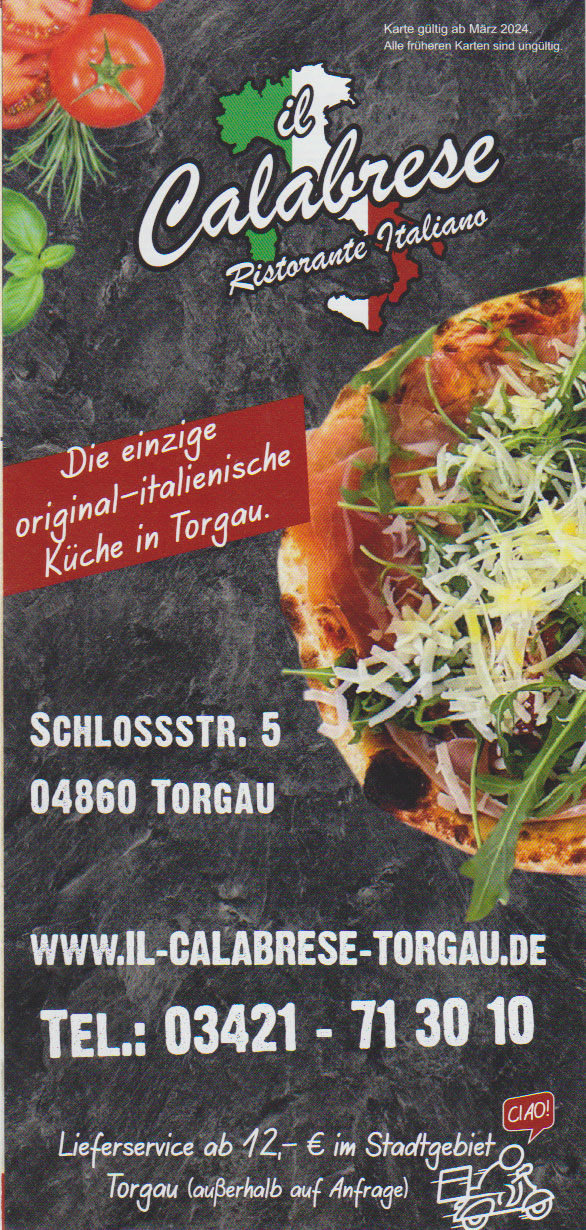 Karte gültig ab März 2024.
Alle früheren Karten sind ungültig.
il
Calabrese
Ristorante Italiano
Die einzige
original-italienische
Küche in Torgau.
SCHLOSSSTR. 5
04860 TORGAU
WWW.IL-CALABRESE-TORGAU.DE
TEL.: 03421 - 71 30 10
CIAO!
Lieferservice ab 12,- € im Stadtgebiet
Torgau (außerhalb auf Anfrage)